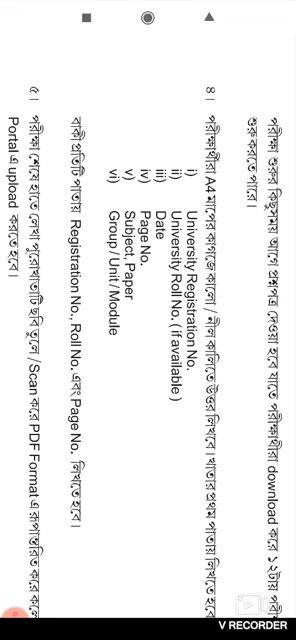 পরীক্ষা শুরুর কিছুসময় আগে প্রশ্নপত্র দেওয়া হবে যাতে পরীক্ষার্থীরা download করে ১২টায়
শুরু করতে পারে।
৪। পরীক্ষার্থীরা A4 মাপের কাগজে কালো / নীল কালিতে উত্তর লিখবে। খাতার প্রথম পাতায় লিখতে হবে
i) University Registration No.
ii) University Roll No. ( if available )
iii) Date
iv) Page No.
v) Subject, Paper
vi) Group / Unit / Module
বাকী প্রতিটি পাতায় Registration No., Roll No. এবং Page No. লিখতে হবে।
৫। পরীক্ষা শেষে হাতে লেখা পুরোখাতাটি ছবি তুলে / Scan করে PDF Format এ রূপান্তরিত করে
Portal এ upload করতে হবে।
V RECORDER